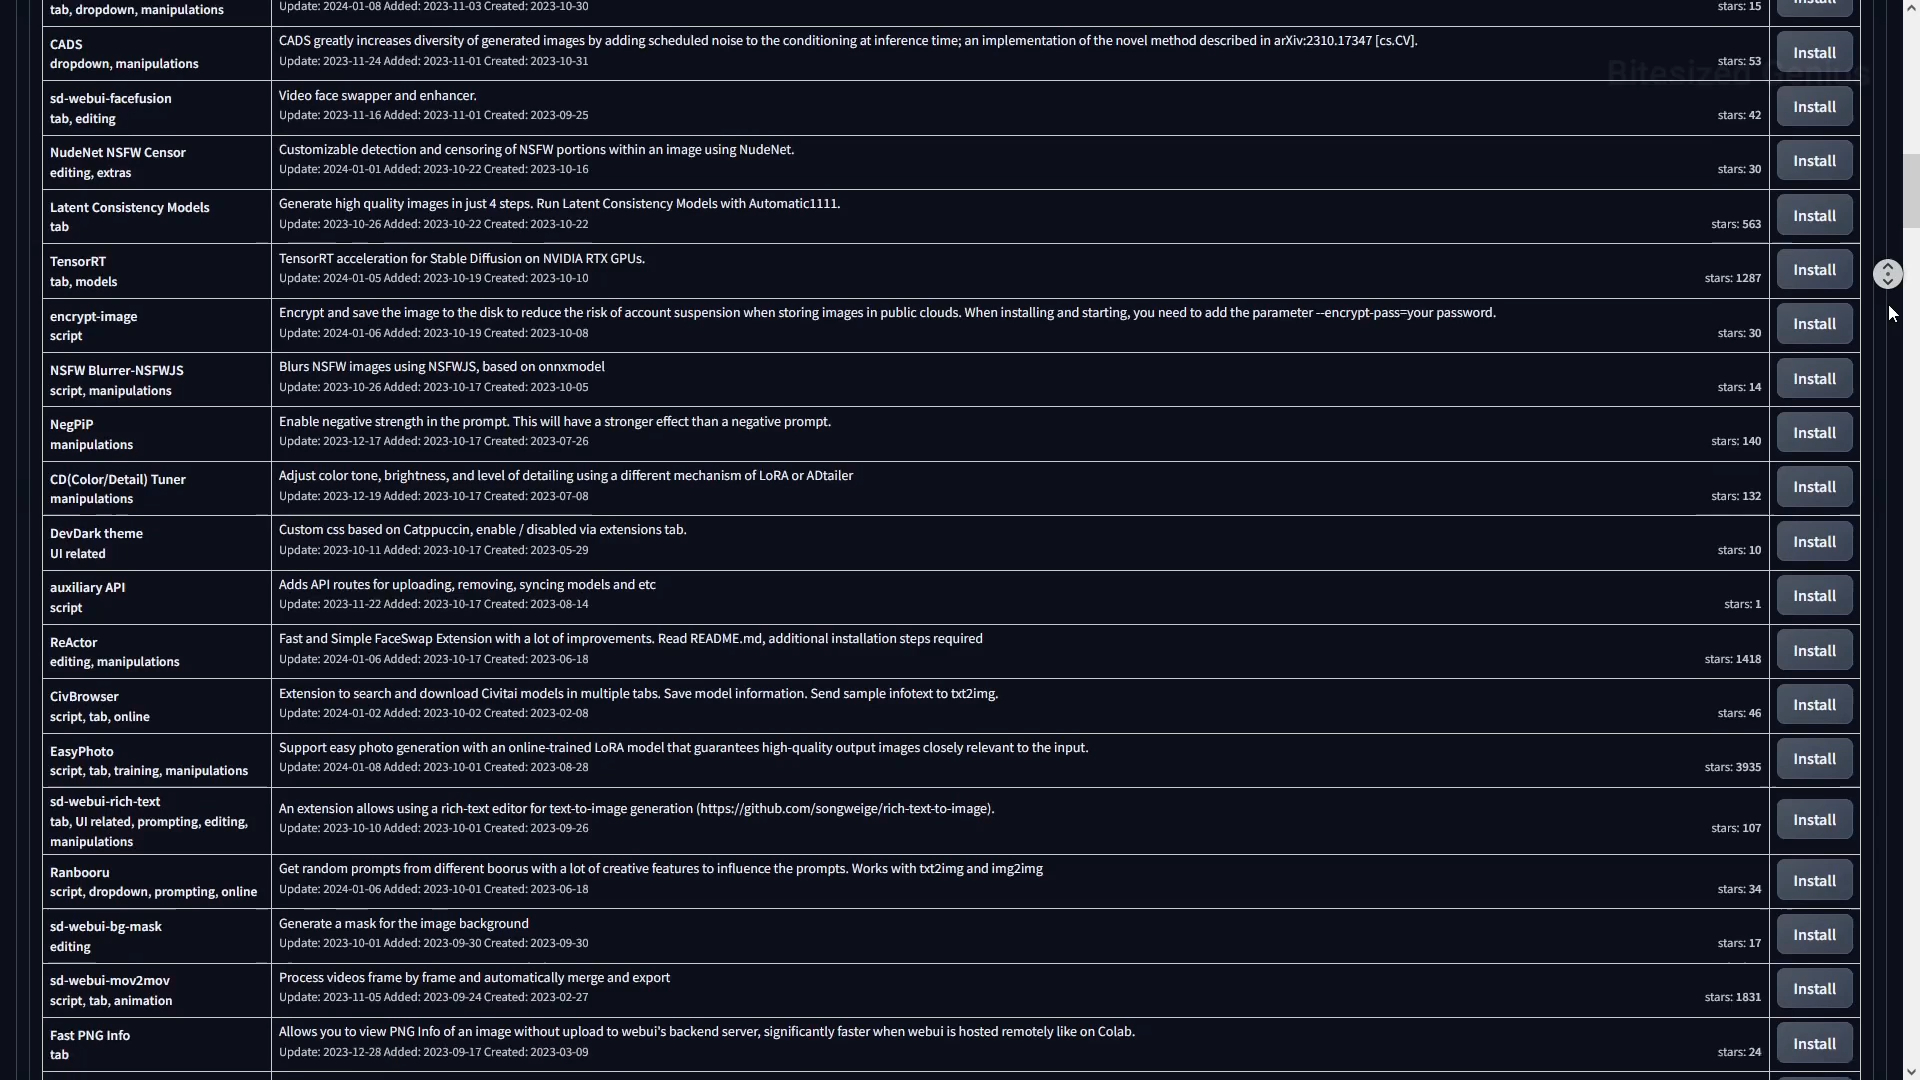 tab, dropdown, manipulations
Update: 2024-01-08 Added: 2023-11-03 Created: 2023-10-30
stars: 15
Install
CADS
dropdown, manipulations
CADS greatly increases diversity of generated images by adding scheduled noise to the conditioning at inference time; an implementation of the novel method described in arXiv:2310.17347 [cs.CV].
Update: 2023-11-24 Added: 2023-11-01 Created: 2023-10-31
stars: 53
Install
Bitesized Genius
sd-webui-facefusion
tab, editing
Video face swapper and enhancer.
Update: 2023-11-16 Added: 2023-11-01 Created: 2023-09-25
stars: 42
Install
NudeNet NSFW Censor
editing, extras
Customizable detection and censoring of NSFW portions within an image using NudeNet.
Update: 2024-01-01 Added: 2023-10-22 Created: 2023-10-16
stars: 30
Install
Latent Consistency Models
tab
Generate high quality images in just 4 steps. Run Latent Consistency Models with Automatic1111.
Update: 2023-10-26 Added: 2023-10-22 Created: 2023-10-22
stars: 563
Install
TensorRT
tab, models
TensorRT acceleration for Stable Diffusion on NVIDIA RTX GPUs.
Update: 2024-01-05 Added: 2023-10-19 Created: 2023-10-10
stars: 1287
Install
encrypt-image
script
Encrypt and save the image to the disk to reduce the risk of account suspension when storing images in public clouds. When installing and starting, you need to add the parameter --encrypt-pass=your password.
Update: 2024-01-06 Added: 2023-10-19 Created: 2023-10-08
stars: 30
Install
NSFW Blurrer-NSFWJS
script, manipulations
Blurs NSFW images using NSFWJS, based on onnxmodel
Update: 2023-10-26 Added: 2023-10-17 Created: 2023-10-05
stars: 14
Install
NegPiP
manipulations
Enable negative strength in the prompt. This will have a stronger effect than a negative prompt.
Update: 2023-12-17 Added: 2023-10-17 Created: 2023-07-26
stars: 140
Install
CD(Color/Detail) Tuner
manipulations
Adjust color tone, brightness, and level of detailing using a different mechanism of LoRA or ADtailer
Update: 2023-12-19 Added: 2023-10-17 Created: 2023-07-08
stars: 132
Install
DevDark theme
UI related
Custom css based on Catppuccin, enable / disabled via extensions tab.
Update: 2023-10-11 Added: 2023-10-17 Created: 2023-05-29
stars: 10
Install
auxiliary API
script
Adds API routes for uploading, removing, syncing models and etc
Update: 2023-11-22 Added: 2023-10-17 Created: 2023-08-14
stars: 1
Install
ReActor
editing, manipulations
Fast and Simple FaceSwap Extension with a lot of improvements. Read README.md, additional installation steps required
Update: 2024-01-06 Added: 2023-10-17 Created: 2023-06-18
stars: 1418
Install
CivBrowser
script, tab, online
Extension to search and download Civitai models in multiple tabs. Save model information. Send sample infotext to txt2img.
Update: 2024-01-02 Added: 2023-10-02 Created: 2023-02-08
stars: 46
Install
EasyPhoto
script, tab, training, manipulations
Support easy photo generation with an online-trained LoRA model that guarantees high-quality output images closely relevant to the input.
Update: 2024-01-08 Added: 2023-10-01 Created: 2023-08-28
stars: 3935
Install
sd-webui-rich-text
tab, UI related, prompting, editing,
manipulations
An extension allows using a rich-text editor for text-to-image generation (https://github.com/songweige/rich-text-to-image).
Update: 2023-10-10 Added: 2023-10-01 Created: 2023-09-26
stars: 107
Install
Ranbooru
script, dropdown, prompting, online
Get random prompts from different boorus with a lot of creative features to influence the prompts. Works with txt2img and img2img
Update: 2024-01-06 Added: 2023-10-01 Created: 2023-06-18
stars: 34
Install
sd-webui-bg-mask
editing
Generate a mask for the image background
Update: 2023-10-01 Added: 2023-09-30 Created: 2023-09-30
stars: 17
Install
sd-webui-mov2mov
script, tab, animation
Process videos frame by frame and automatically merge and export
Update: 2023-11-05 Added: 2023-09-24 Created: 2023-02-27
stars: 1831
Install
Fast PNG Info
tab
Allows you to view PNG Info of an image without upload to webui's backend server, significantly faster when webui is hosted remotely like on Colab.
Update: 2023-12-28 Added: 2023-09-17 Created: 2023-03-09
stars: 24
Install